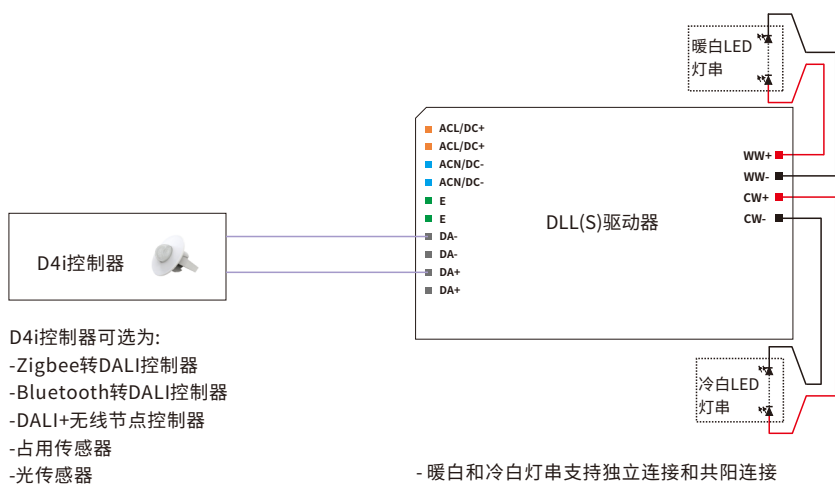 暖白LED
灯串
ACL/DC+
ACL/DC+
ACN/DC-
ACN/DC-
E
E
DA-
DA-
DA+
DA+
DLL(S)驱动器
WW+
WW-
CW+
CW-
D4i控制器
D4i控制器可选为:
-Zigbee转DALI控制器
-Bluetooth转DALI控制器
-DALI+无线节点控制器
-占用传感器
-光传感器
冷白LED
灯串
- 暖白和冷白灯串支持独立连接和共阳连接